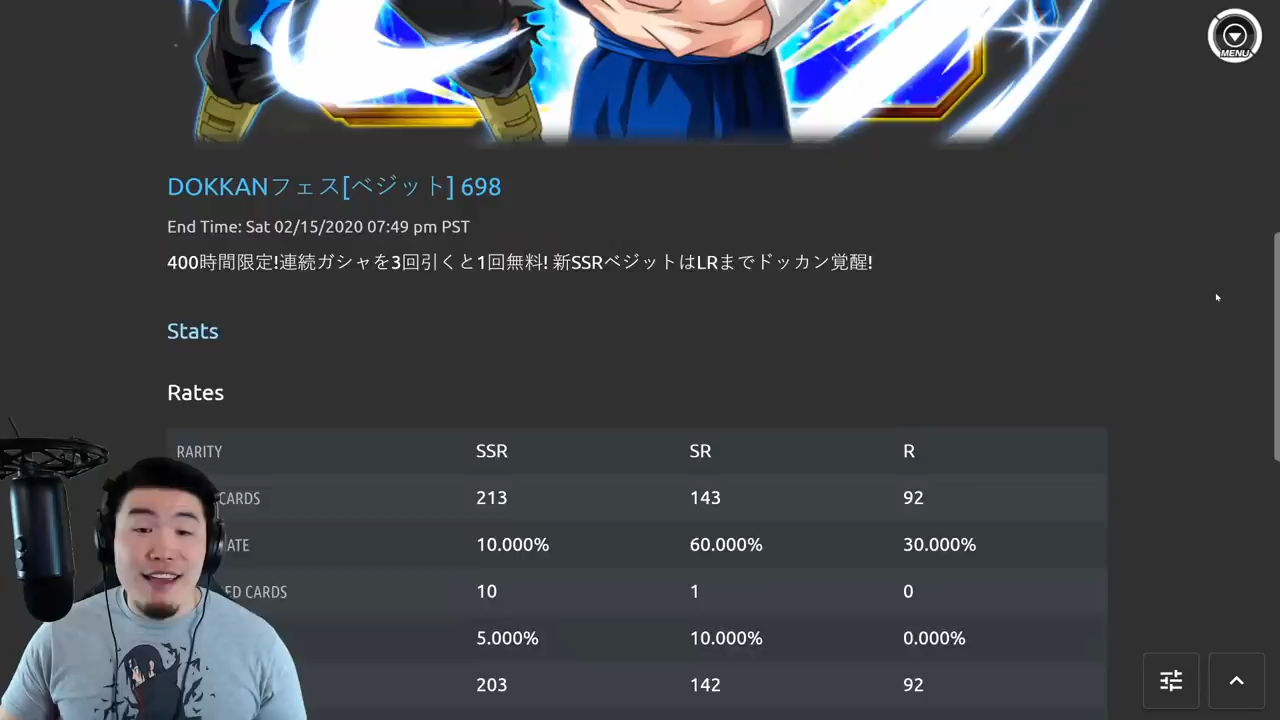 MENU
DOKKANフェス[ベジット] 698
End Time: Sat 02/15/2020 07:49 pm PST
400時間限定!連続ガシャを3回引くと1回無料! 新SSRベジットはLRまでドッカン覚醒!
Stats
Rates
RARITY SSR SR R
CARDS 213 143 92
ATE 10.000% 60.000% 30.000%
ED CARDS 10 1 0
5.000% 10.000% 0.000%
203 142 92